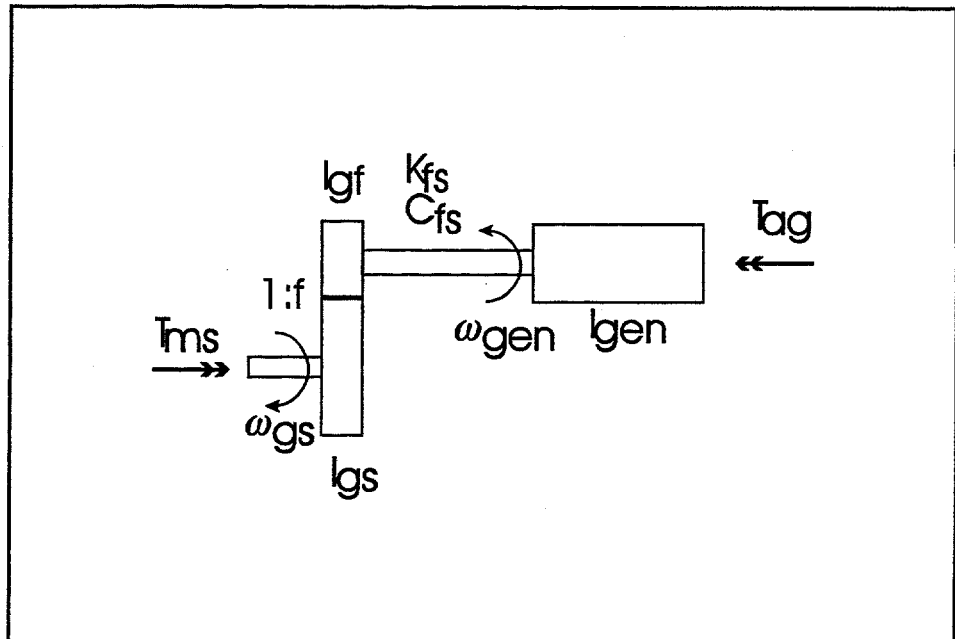 Igf
Kfs
Cfs
Tag
1:f
Tms
ωgen
Igen
ωgs
Igs